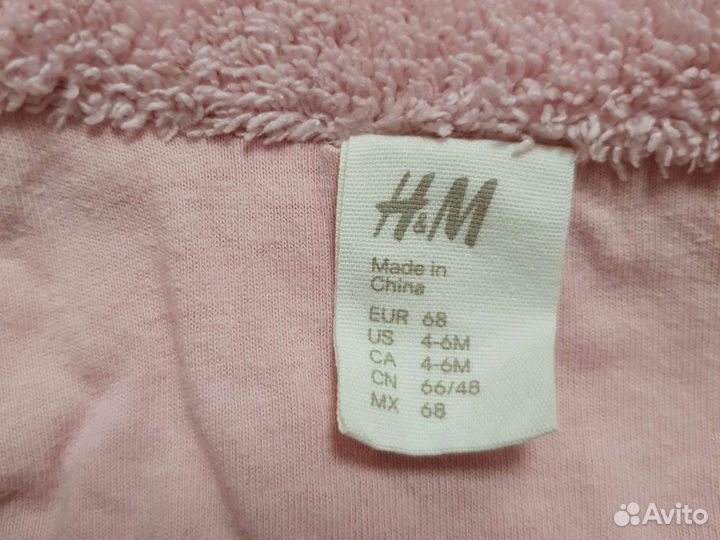 H&M
Made in
China
EUR 68
US 4-6M
CA 4-6M
CN 66/48
MX 68
Avito